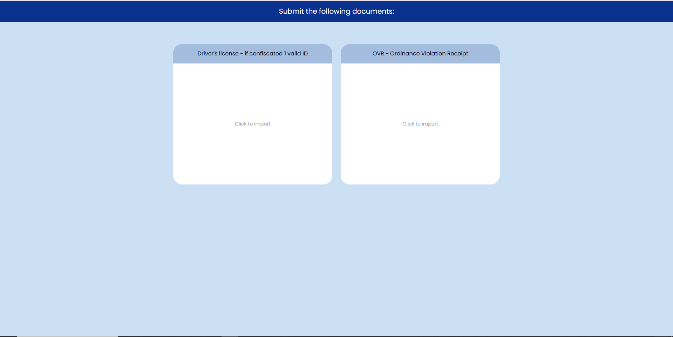 Submit the following documents:
Driver's license - if confiscated 1 valid ID
OVR - Ordinance Violation Receipt
Click to import
Click to import